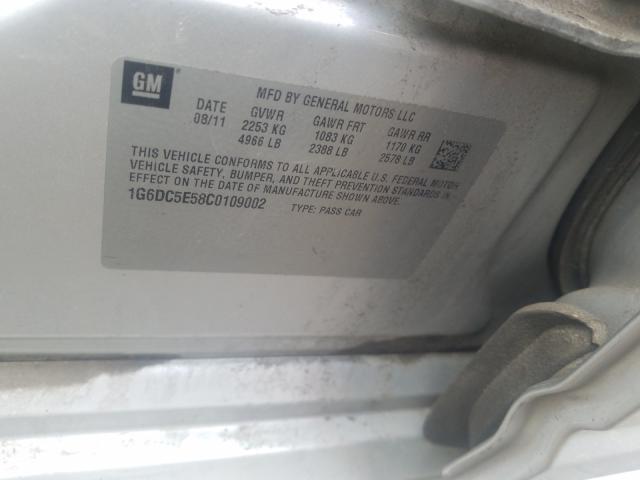 GM
MFD BY GENERAL MOTORS LLC
DATE GVWR GAWR FRT GAWR RR
08/11 2253 KG 1083 KG 1170 KG
4966 LB 2388 LB 2578 LB
THIS VEHICLE CONFORMS TO ALL APPLICABLE U.S. FEDERAL MOTOR
VEHICLE SAFETY, BUMPER, AND THEFT PREVENTION STANDARDS IN
EFFECT ON THE DATE OF MANUFACTURE SHOWN ABOVE.
1G6DC5E58C0109002 TYPE: PASS CAR